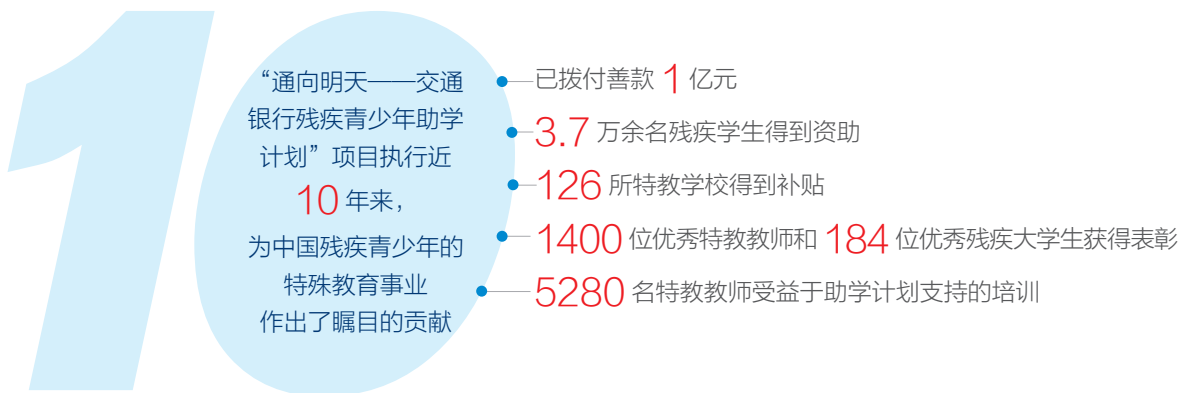 10
“通向明天——交通
银行残疾青少年助学
计划”项目执行近
10 年来，
为中国残疾青少年的
特殊教育事业
作出了瞩目的贡献
已拨付善款 1 亿元
3.7 万余名残疾学生得到资助
126 所特教学校得到补贴
1400 位优秀特教教师和 184 位优秀残疾大学生获得表彰
5280 名特教教师受益于助学计划支持的培训